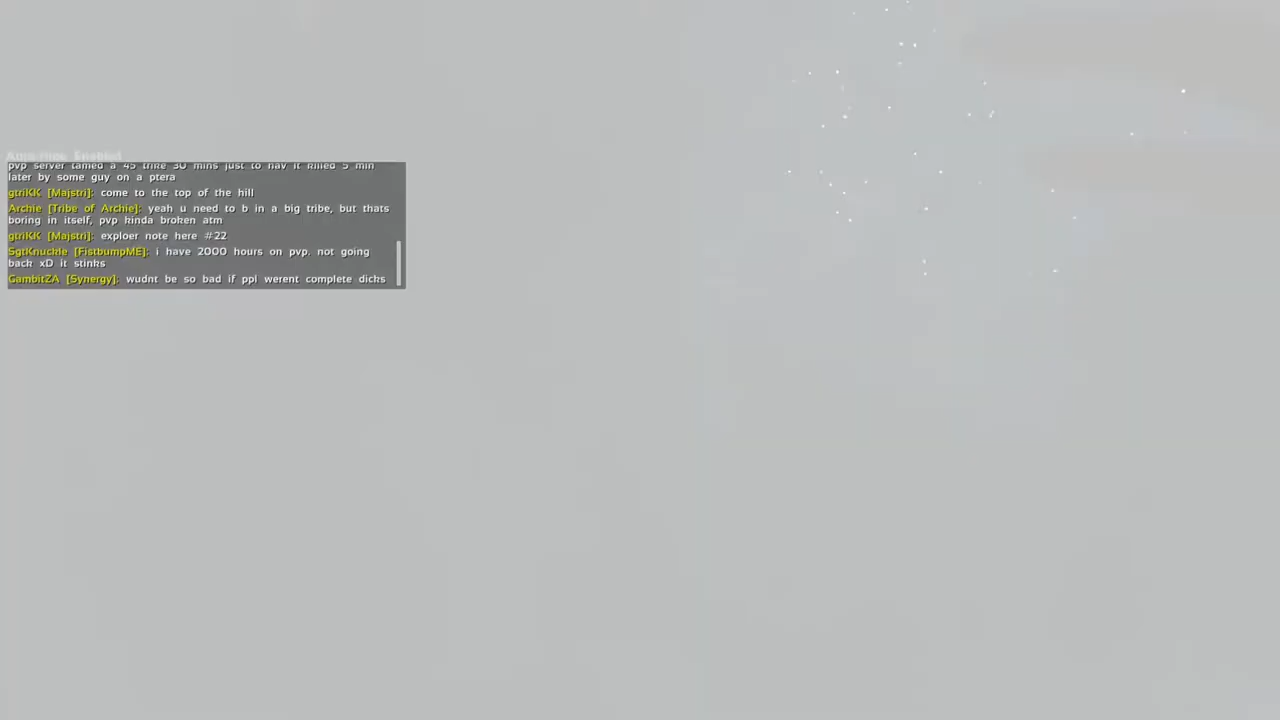 pvp server tamed a 45 trike 30 mins just to hav it killed 5 min
later by some guy on a ptera
gtriKK [Majstri]: come to the top of the hill
Archie [Tribe of Archie]: yeah u need to b in a big tribe, but thats
boring in itself, pvp kinda broken atm
gtriKK [Majstri]: exploer note here #22
SgtKnuckle [FistbumpME]: i have 2000 hours on pvp. not going
back xD it stinks
GambitZA [Synergy]: wudnt be so bad if ppl werent complete dicks